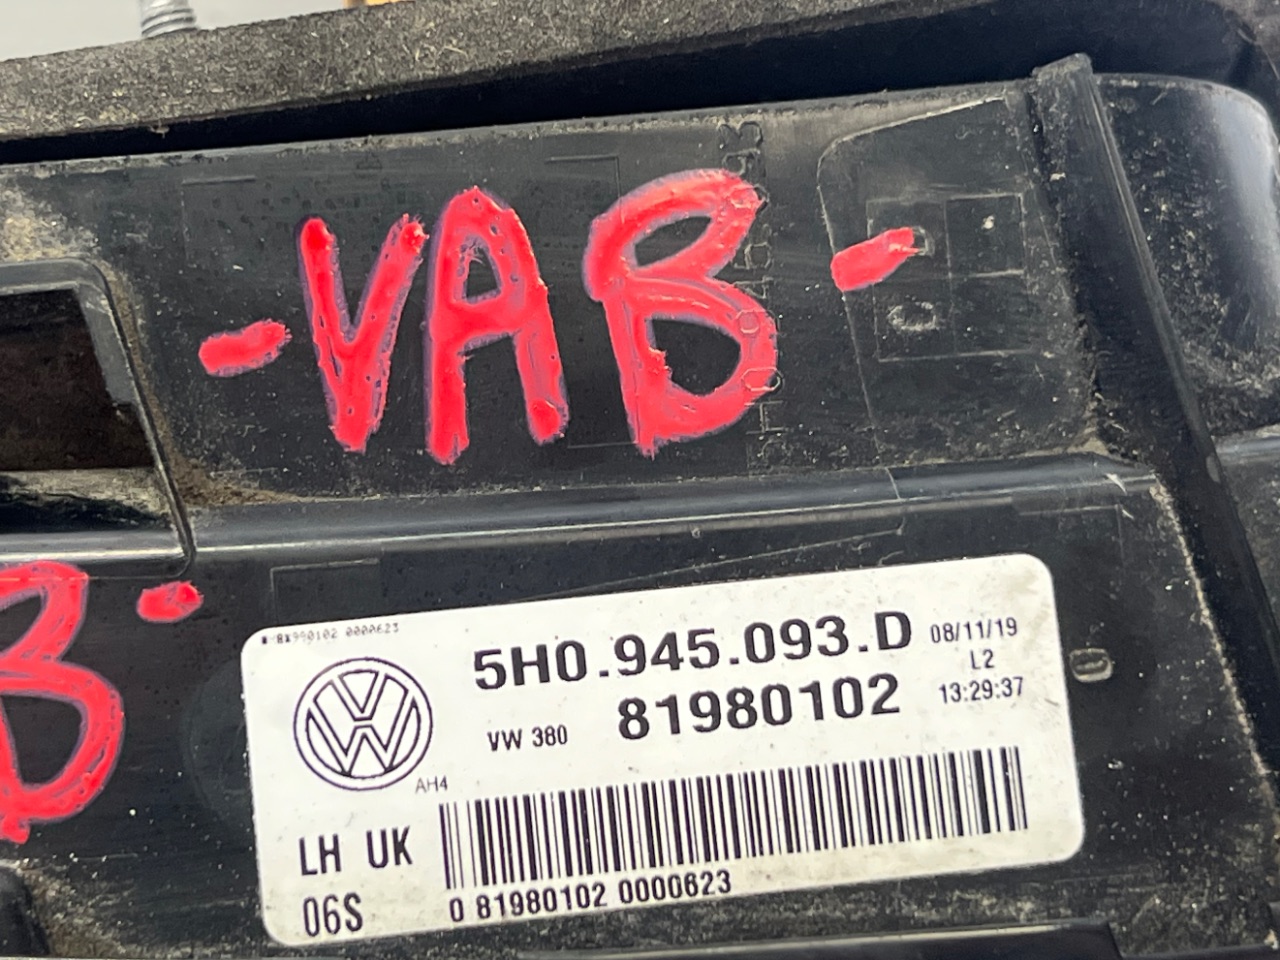 -VAB-
B-
5H0.945.093.D
08/11/19
L2
13:29:37
VW 380
81980102
AH4
LH UK
06S
0 81980102 0000623